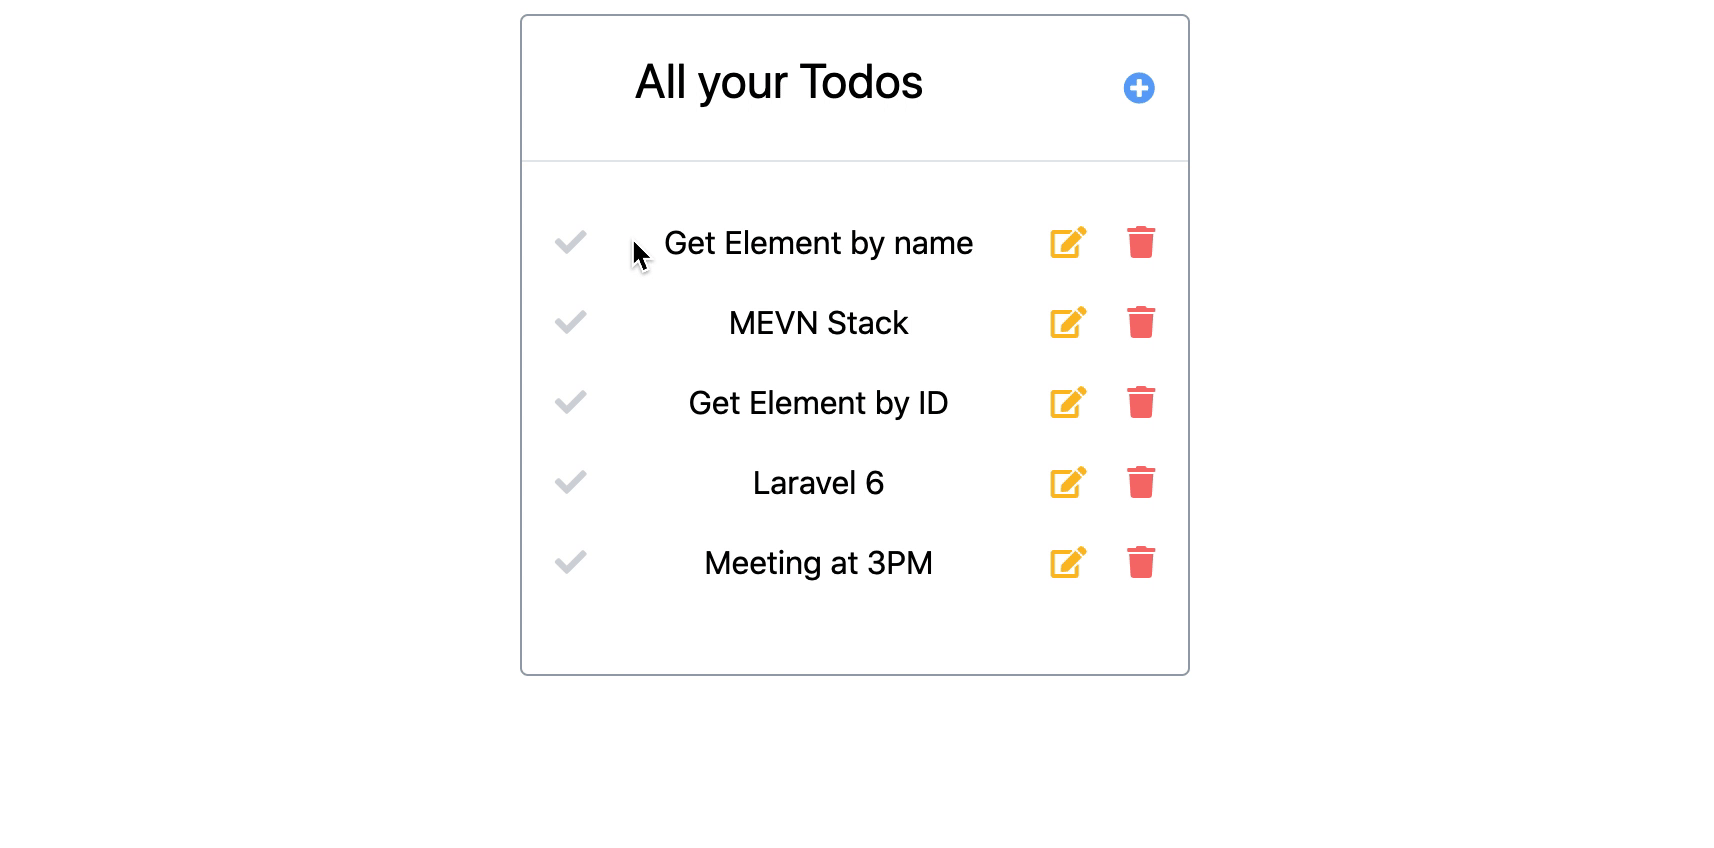 All your Todos
Get Element by name
MEVN Stack
Get Element by ID
Laravel 6
Meeting at 3PM